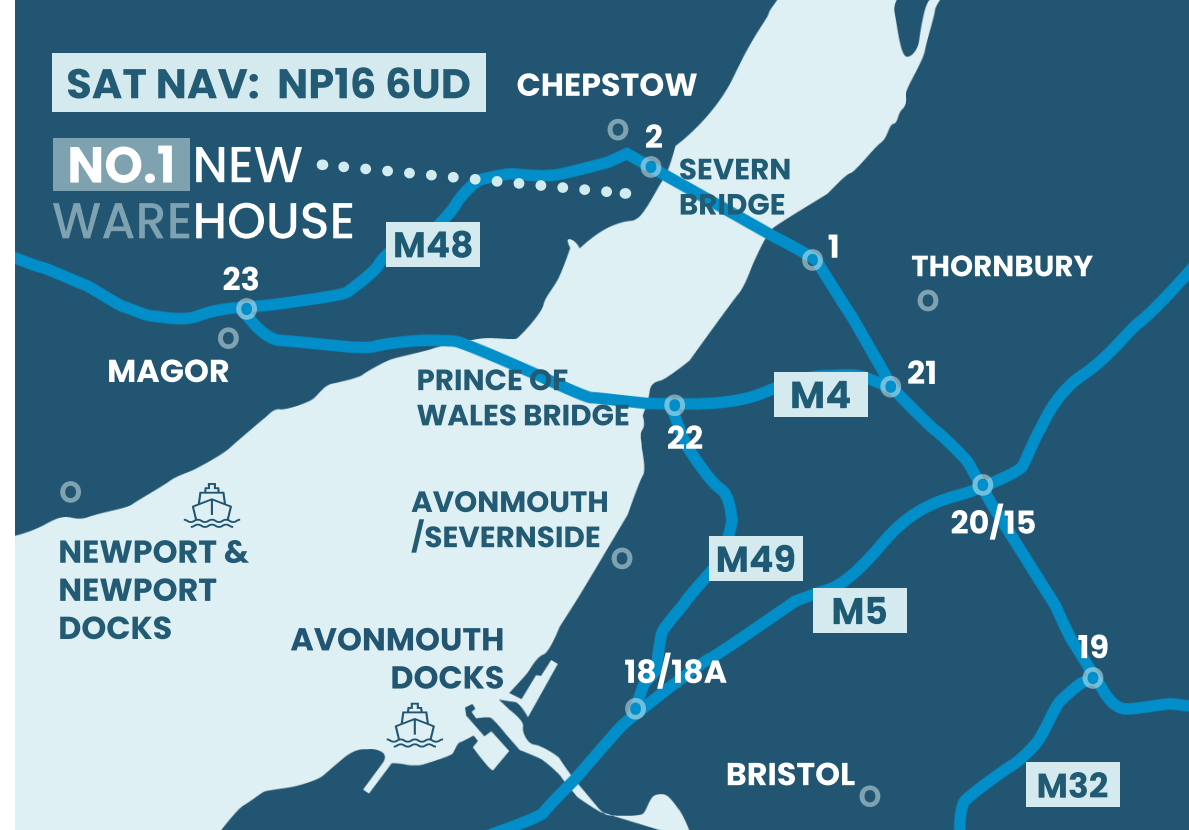 SAT NAV: NP16 6UD
CHEPSTOW
2
NO.1 NEW
WAREHOUSE
SEVERN
BRIDGE
M48
1
THORNBURY
23
MAGOR
PRINCE OF
WALES BRIDGE
M4
21
22
AVONMOUTH
/SEVERNSIDE
20/15
NEWPORT &
NEWPORT
DOCKS
M49
M5
AVONMOUTH
DOCKS
18/18A
19
BRISTOL
M32